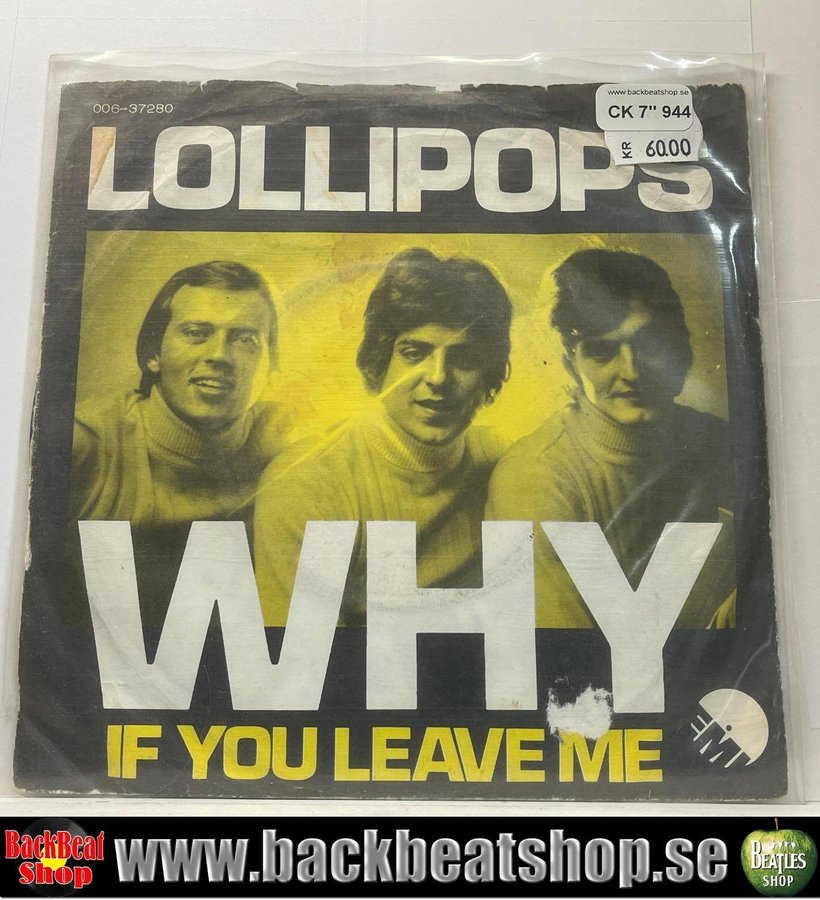 www.backbeatshop.se
CK 7" 944
KR 60.00
006-37280
LOLLIPOPS
WHY
IF YOU LEAVE ME
EMI
BackBeat
Shop
www.backbeatshop.se
BEATLES
SHOP